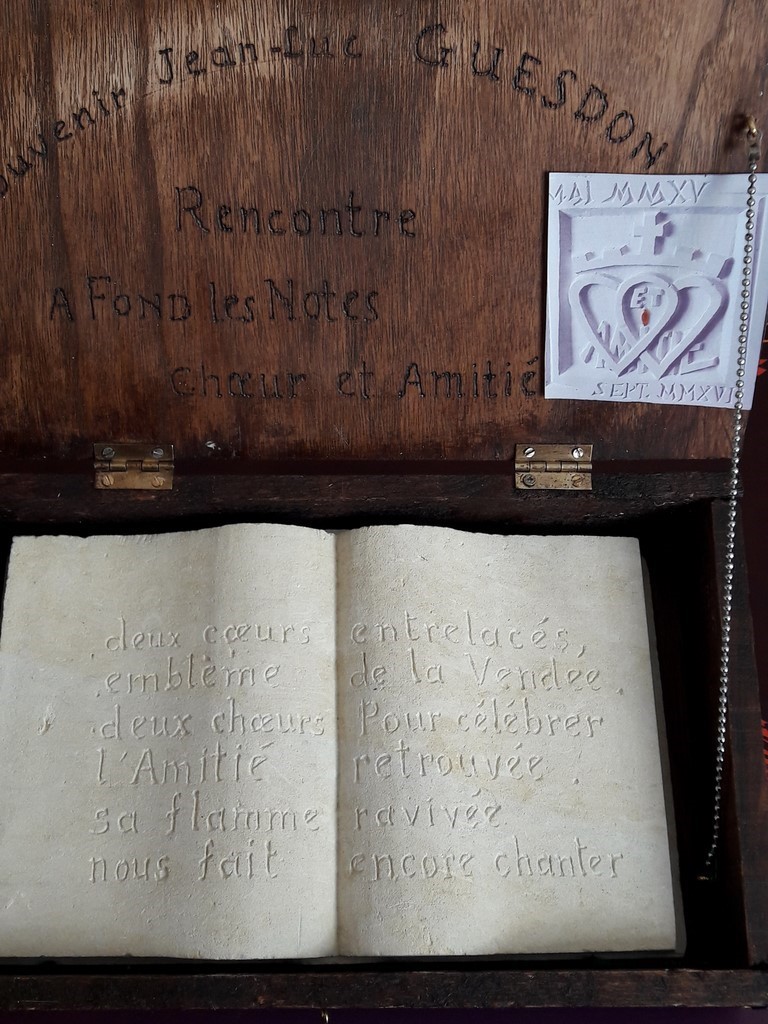 ouvenir Jean-Luc GUESDON
Rencontre
A FOND les Notes
Chœur et Amitié
MAI MMXV
ET
SEPT. MMXVI
deux cœurs entrelacés,
emblème de la Vendée.
deux chœurs Pour célébrer
l'Amitié retrouvée.
sa flamme ravivée
nous fait encore chanter